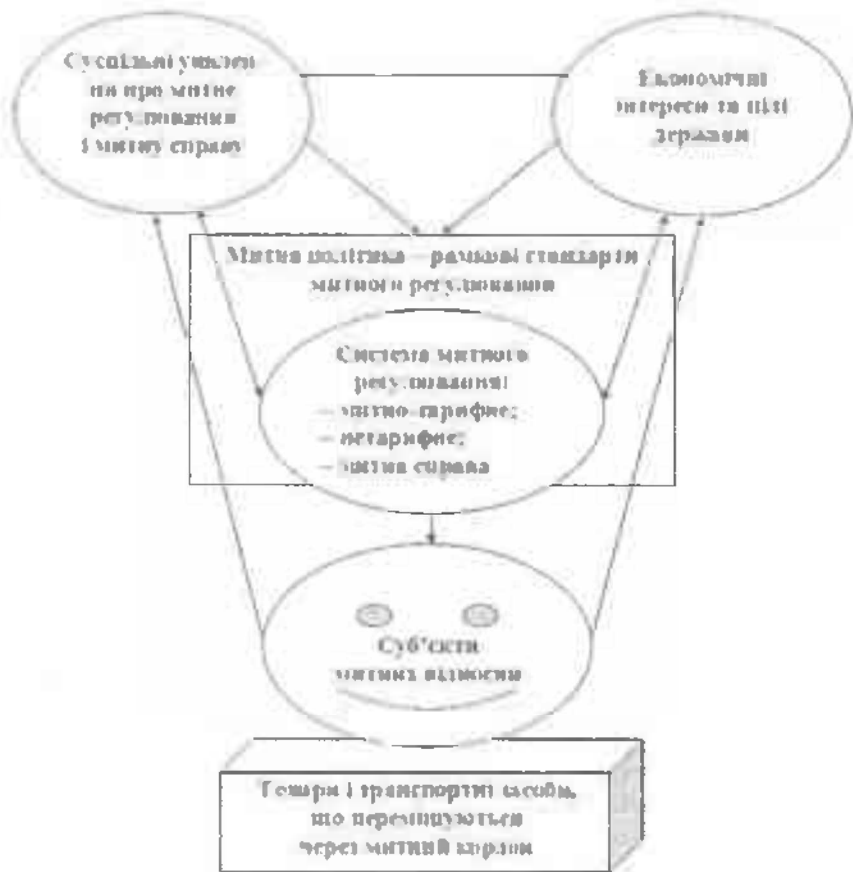 Суспільні уявлен
ня про митне
регулювання
і митну справу
Економічні
інтереси та цілі
держави
Митна політика – рамкові стандарти
митного регулювання
Система митного
регулювання:
– митно-тарифне;
– нетарифне;
– митна справа
Суб'єкти
митних відносин
Товари і транспортні засоби,
що переміщуються
через митний кордон